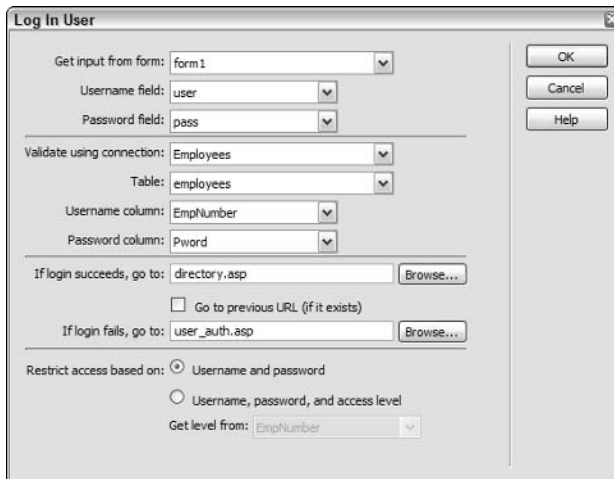 Log In User
Get input from form: form1
Username field: user
Password field: pass
Validate using connection: Employees
Table: employees
Username column: EmpNumber
Password column: Pword
If login succeeds, go to: directory.asp Browse...
Go to previous URL (if it exists)
If login fails, go to: user_auth.asp Browse...
Restrict access based on: Username and password
Username, password, and access level
Get level from: EmpNumber
OK
Cancel
Help